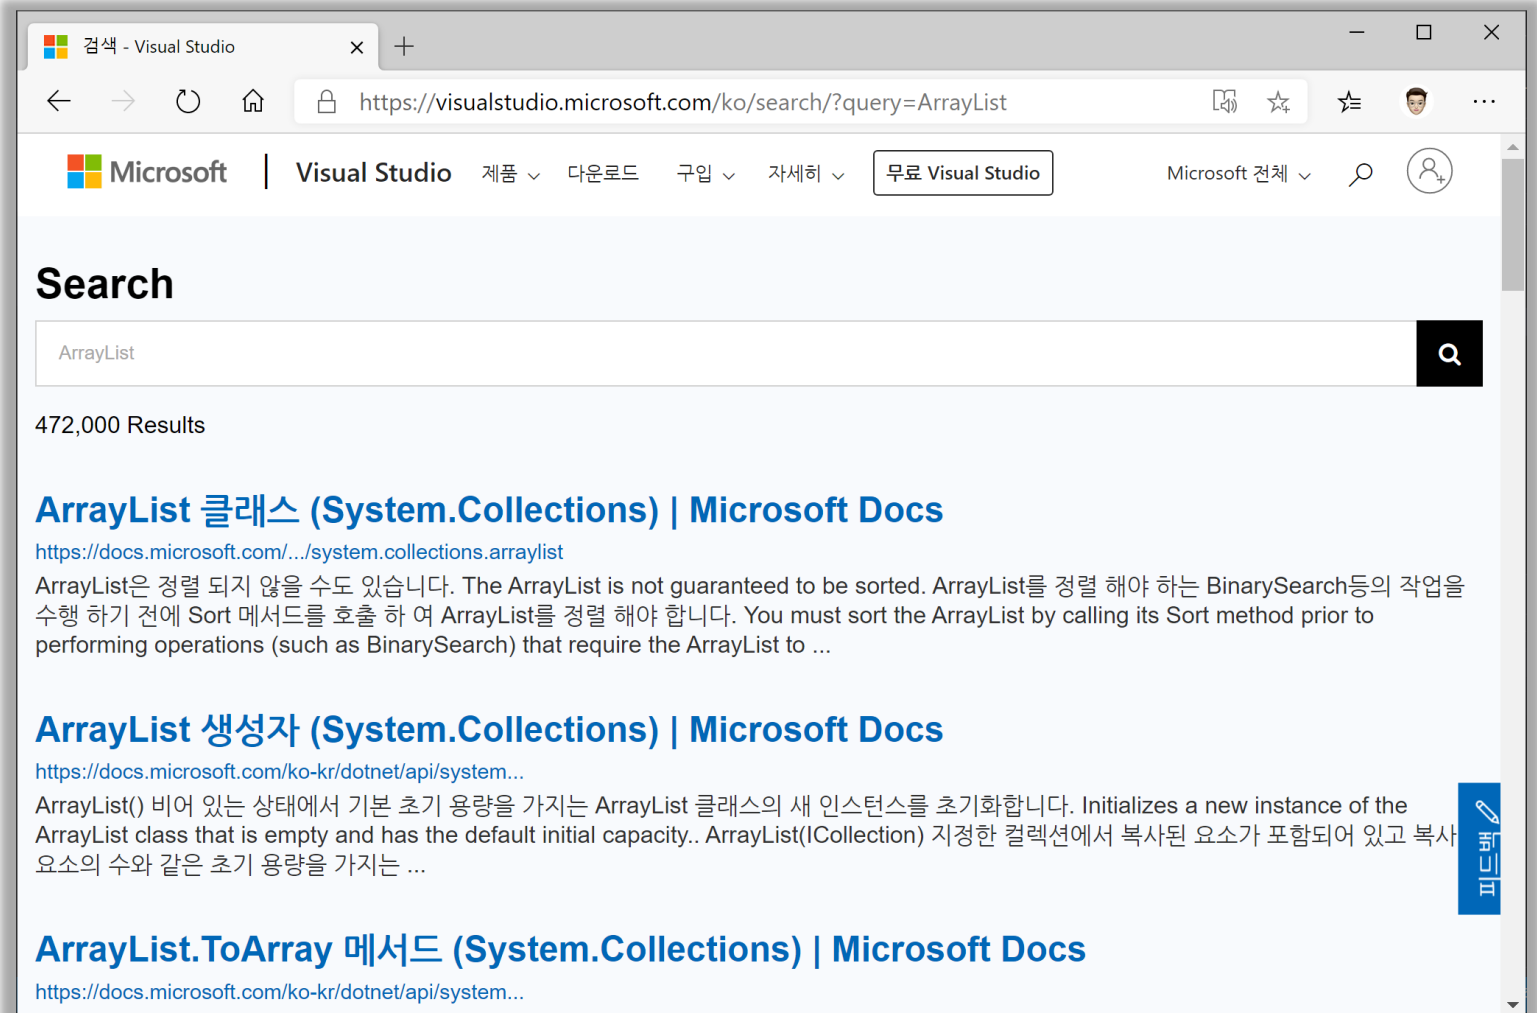 검색 - Visual Studio
https://visualstudio.microsoft.com/ko/search/?query=ArrayList
Microsoft | Visual Studio 제품 다운로드 구입 자세히 무료 Visual Studio Microsoft 전체
Search
ArrayList
472,000 Results
ArrayList 클래스 (System.Collections) | Microsoft Docs
https://docs.microsoft.com/.../system.collections.arraylist
ArrayList은 정렬 되지 않을 수도 있습니다. The ArrayList is not guaranteed to be sorted. ArrayList를 정렬 해야 하는 BinarySearch등의 작업을
수행 하기 전에 Sort 메서드를 호출 하 여 ArrayList를 정렬 해야 합니다. You must sort the ArrayList by calling its Sort method prior to
performing operations (such as BinarySearch) that require the ArrayList to ...
ArrayList 생성자 (System.Collections) | Microsoft Docs
https://docs.microsoft.com/ko-kr/dotnet/api/system...
ArrayList() 비어 있는 상태에서 기본 초기 용량을 가지는 ArrayList 클래스의 새 인스턴스를 초기화합니다. Initializes a new instance of the
ArrayList class that is empty and has the default initial capacity.. ArrayList(ICollection) 지정한 컬렉션에서 복사된 요소가 포함되어 있고 복사
요소의 수와 같은 초기 용량을 가지는 ...
피드백
ArrayList.ToArray 메서드 (System.Collections) | Microsoft Docs
https://docs.microsoft.com/ko-kr/dotnet/api/system...